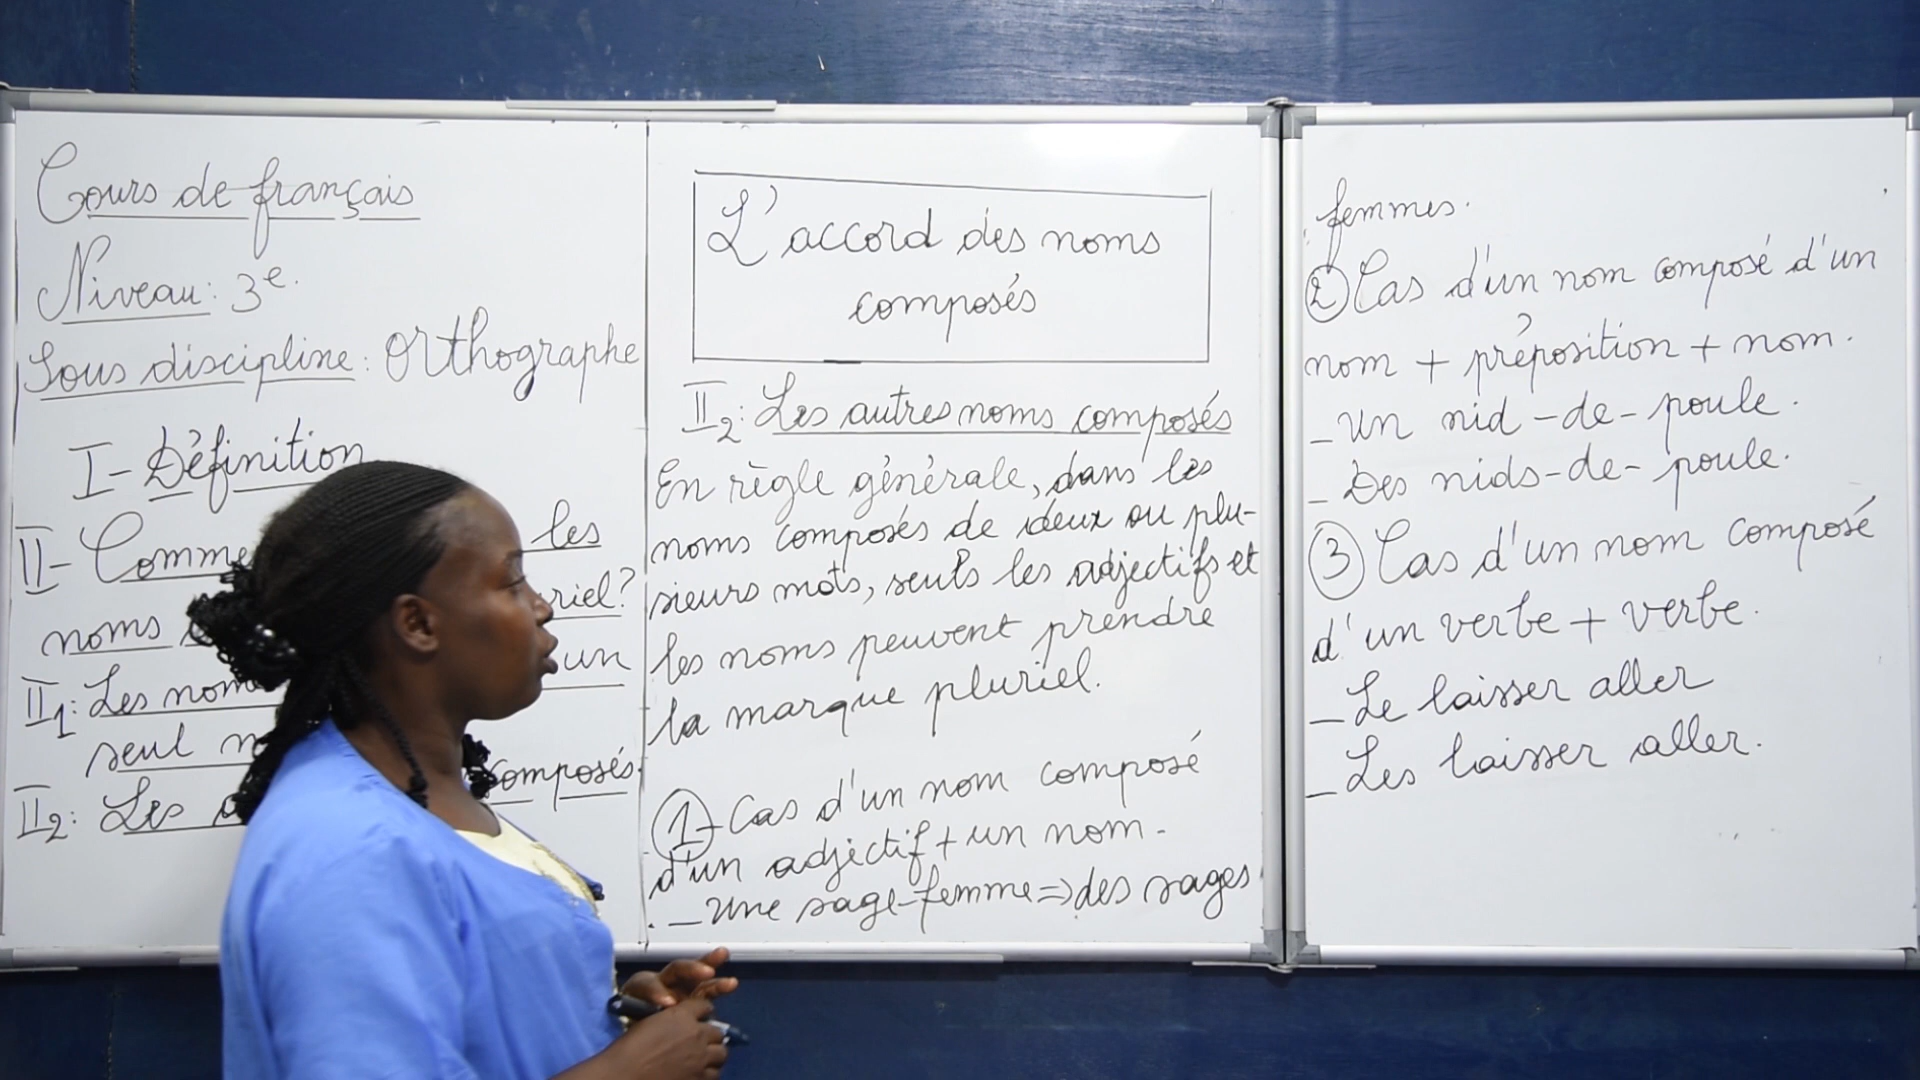 Cours de français
Niveau: 3e.
Sous discipline: Orthographe
I- Définition
II- Comme les
noms riel?
II1: Les nom un
seul
II2: Les composés.
L'accord des noms
composés
II2: Les autres noms composés
En règle générale, dans les
noms composés de deux ou plu-
sieurs mots, seuls les adjectifs et
les noms peuvent prendre
la marque pluriel.
1- Cas d'un nom composé
d'un adjectif + un nom.
- Une sage-femme => des sages
femmes.
2 Cas d'un nom composé d'un
nom + préposition + nom.
- Un nid-de-poule.
- Des nids-de-poule.
3 Cas d'un nom composé
d'un verbe + verbe.
- Le laisser aller
- Les laisser aller.